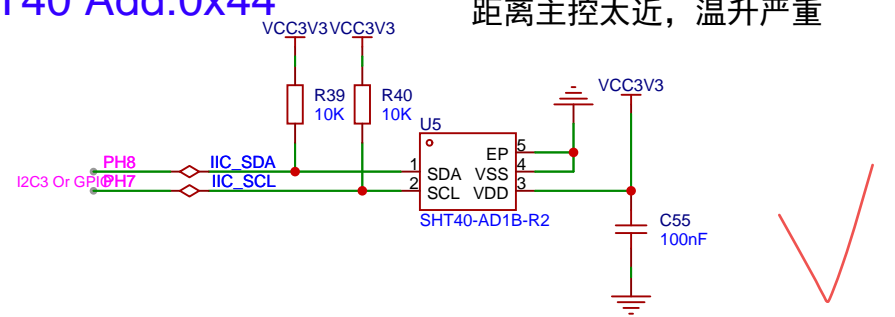 T40 Add:0x44
距离主控太近，温升严重
VCC3V3 VCC3V3
VCC3V3
R39
10K
R40
10K
U5
PH8
IIC_SDA
I2C3 Or GPIO
PH7
IIC_SCL
1
SDA
2
SCL
EP
5
VSS
4
VDD
3
SHT40-AD1B-R2
C55
100nF